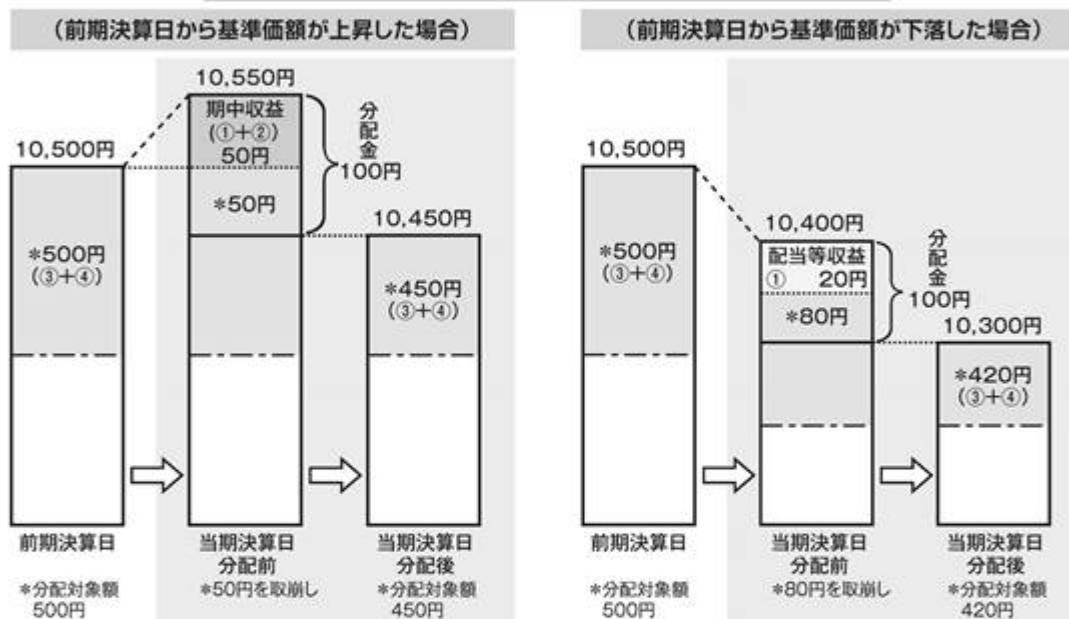 （前期決算日から基準価額が上昇した場合）
10,550円
期中収益
(①+②)
50円
分配金
100円
10,500円
*50円
10,450円
*500円
(③+④)
*450円
(③+④)
前期決算日
当期決算日
分配前
当期決算日
分配後
*分配対象額
500円
*50円を取崩し
*分配対象額
450円
（前期決算日から基準価額が下落した場合）
10,500円
10,400円
*500円
(③+④)
配当等収益
① 20円
分配金
100円
*80円
10,300円
*420円
(③+④)
前期決算日
当期決算日
分配前
当期決算日
分配後
*分配対象額
500円
*80円を取崩し
*分配対象額
420円